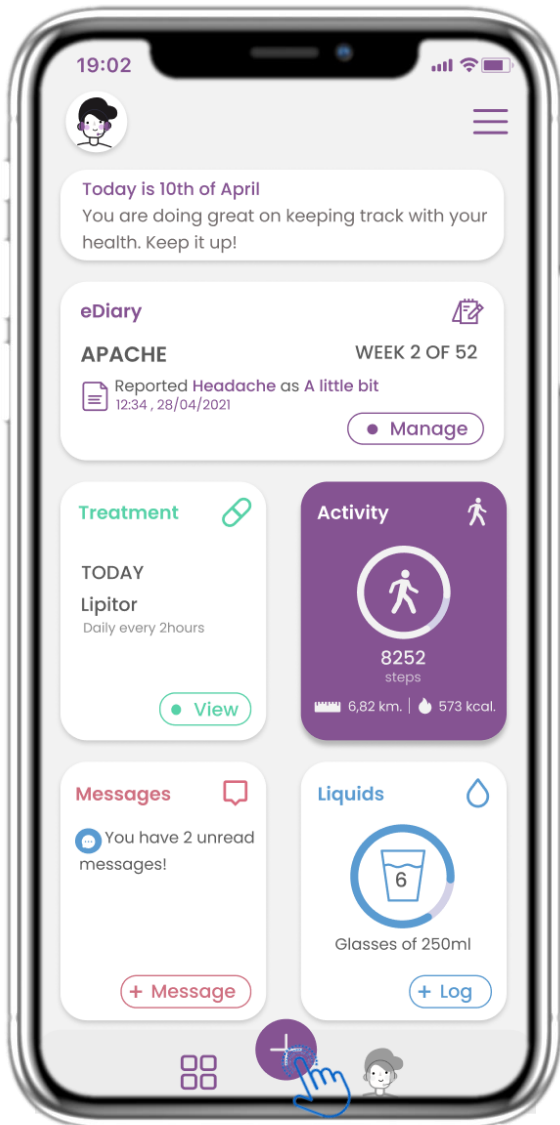 19:02
Today is 10th of April
You are doing great on keeping track with your
health. Keep it up!
eDiary
APACHE
WEEK 2 OF 52
Reported Headache as A little bit
12:34 , 28/04/2021
Manage
Treatment
TODAY
Lipitor
Daily every 2hours
View
Activity
8252
steps
6,82 km.
573 kcal.
Messages
You have 2 unread
messages!
+ Message
Liquids
6
Glasses of 250ml
+ Log